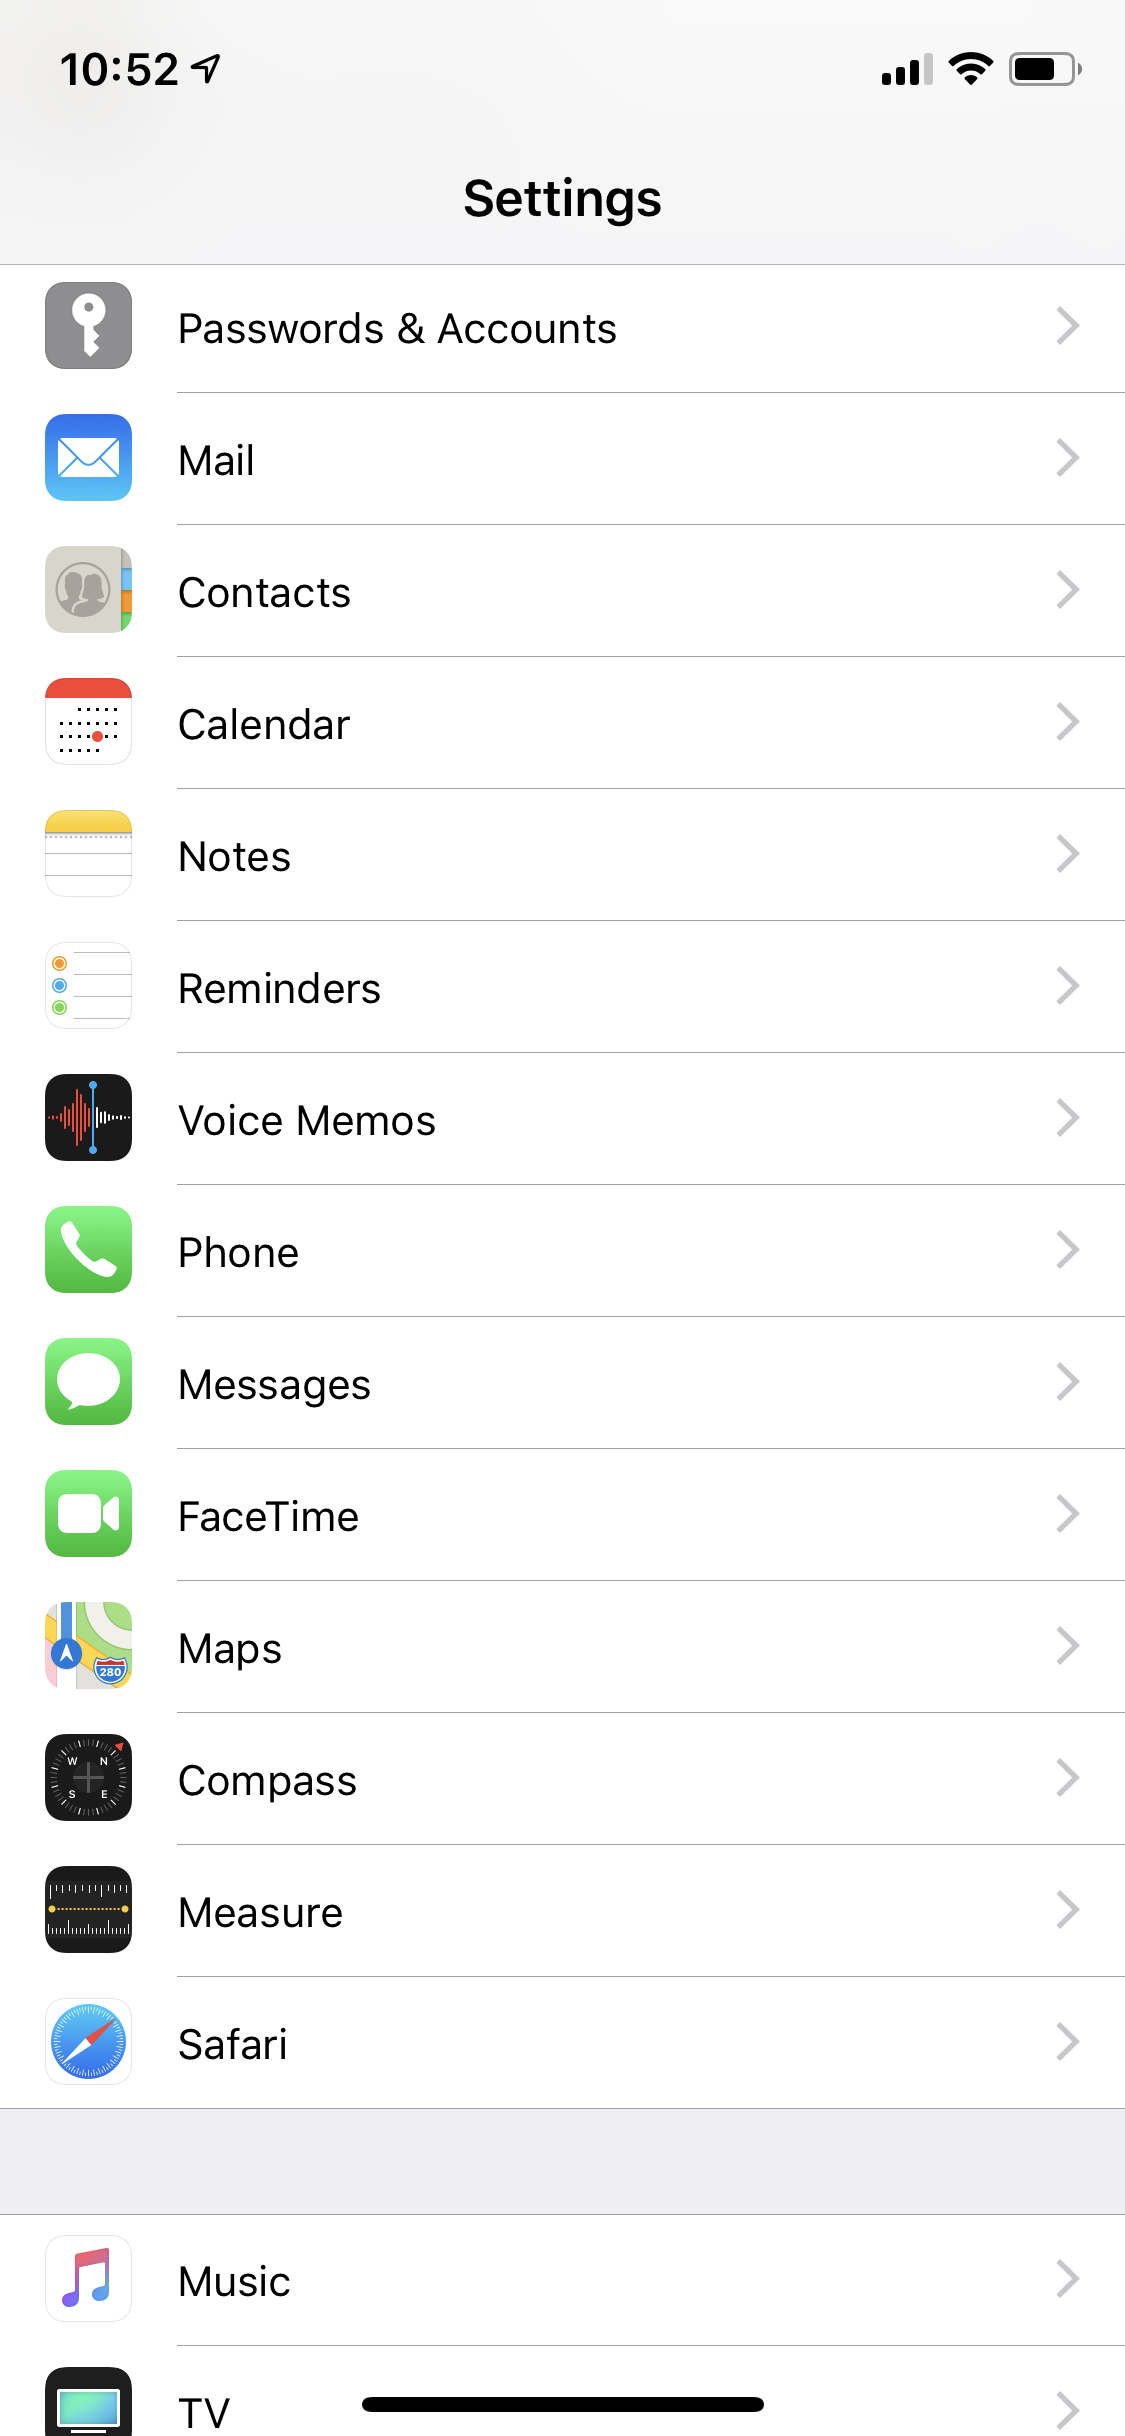 10:52
Settings
Passwords & Accounts
Mail
Contacts
Calendar
Notes
Reminders
Voice Memos
Phone
Messages
FaceTime
280
Maps
W N
S E
Compass
Measure
Safari
Music
TV